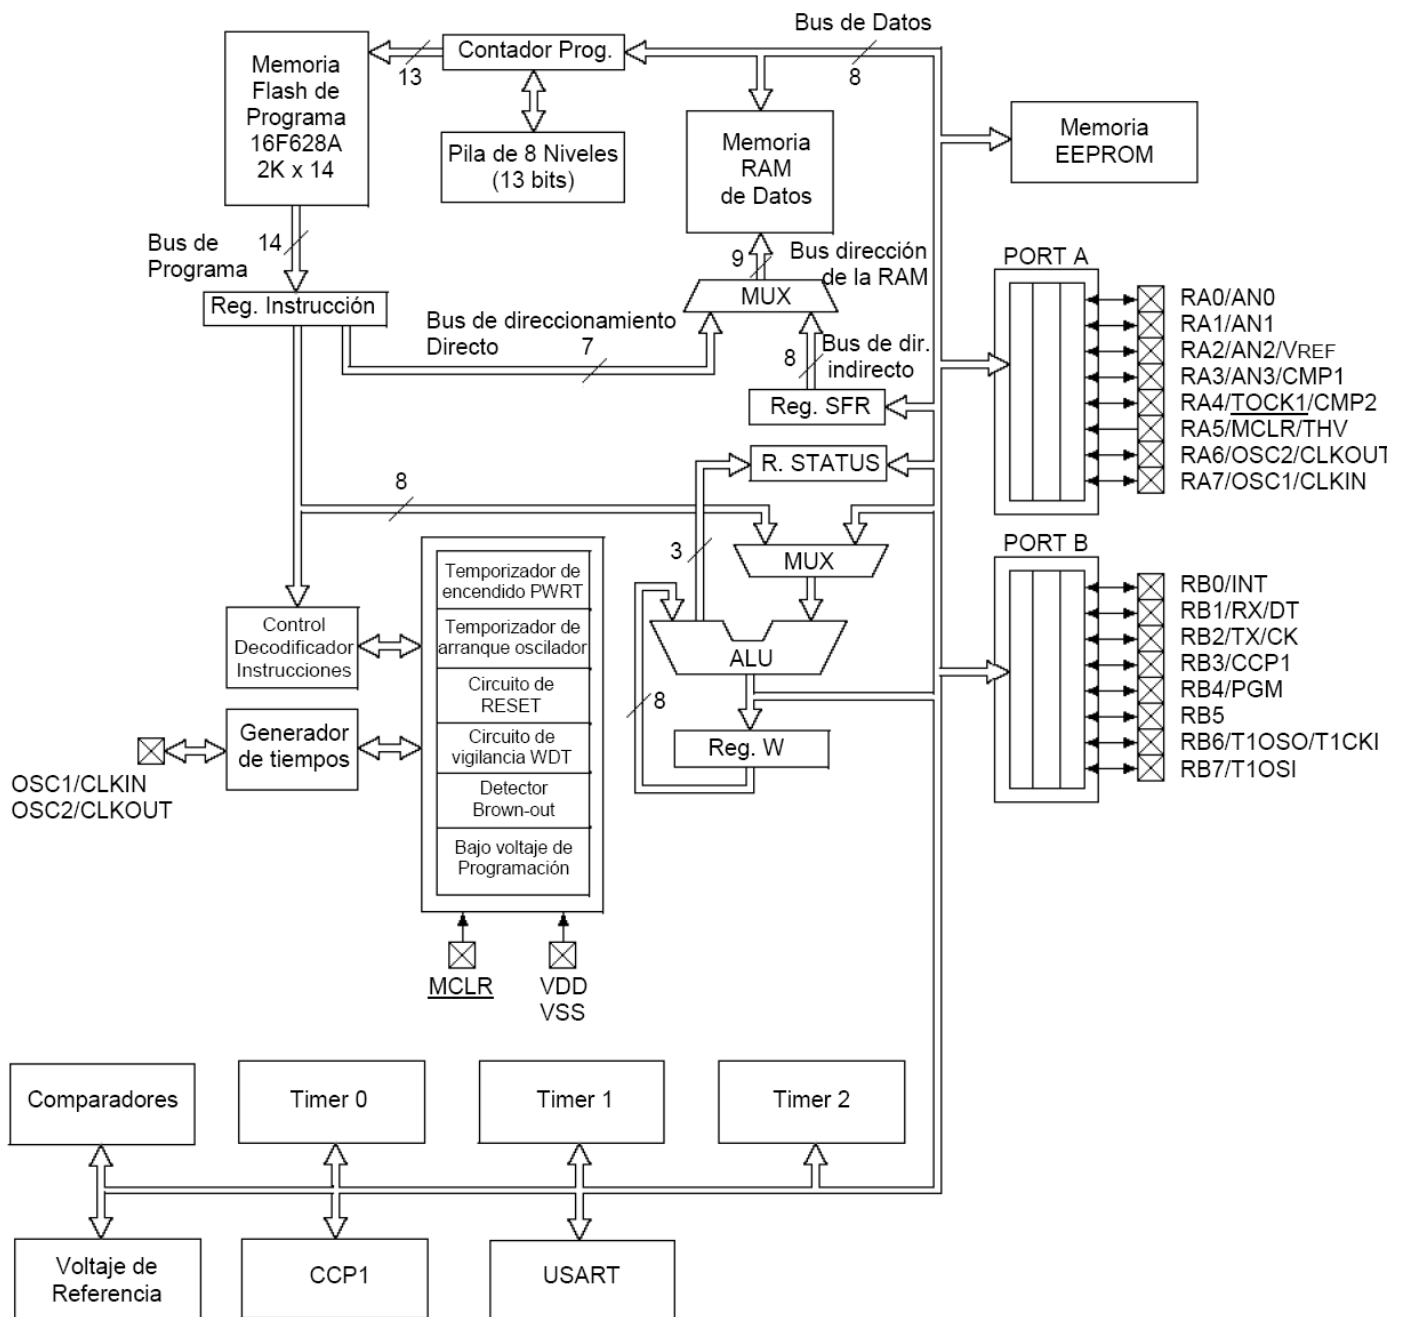 Bus de Datos
Memoria
Flash de
Programa
16F628A
2K x 14
13
Contador Prog.
8
Pila de 8 Niveles
(13 bits)
Memoria
RAM
de Datos
Memoria
EEPROM
Bus de
Programa
14
9
Bus dirección
de la RAM
MUX
Reg. Instrucción
Bus de direccionamiento
Directo
7
8
Bus de dir.
indirecto
Reg. SFR
R. STATUS
8
3
MUX
ALU
8
Reg. W
PORT A
RA0/AN0
RA1/AN1
RA2/AN2/VREF
RA3/AN3/CMP1
RA4/TOCK1/CMP2
RA5/MCLR/THV
RA6/OSC2/CLKOUT
RA7/OSC1/CLKIN
PORT B
RB0/INT
RB1/RX/DT
RB2/TX/CK
RB3/CCP1
RB4/PGM
RB5
RB6/T1OSO/T1CKI
RB7/T1OSI
Control
Decodificador
Instrucciones
Generador
de tiempos
OSC1/CLKIN
OSC2/CLKOUT
Temporizador de
encendido PWRT
Temporizador de
arranque oscilador
Circuito de
RESET
Circuito de
vigilancia WDT
Detector
Brown-out
Bajo voltaje de
Programación
MCLR
VDD
VSS
Comparadores
Timer 0
Timer 1
Timer 2
Voltaje de
Referencia
CCP1
USART